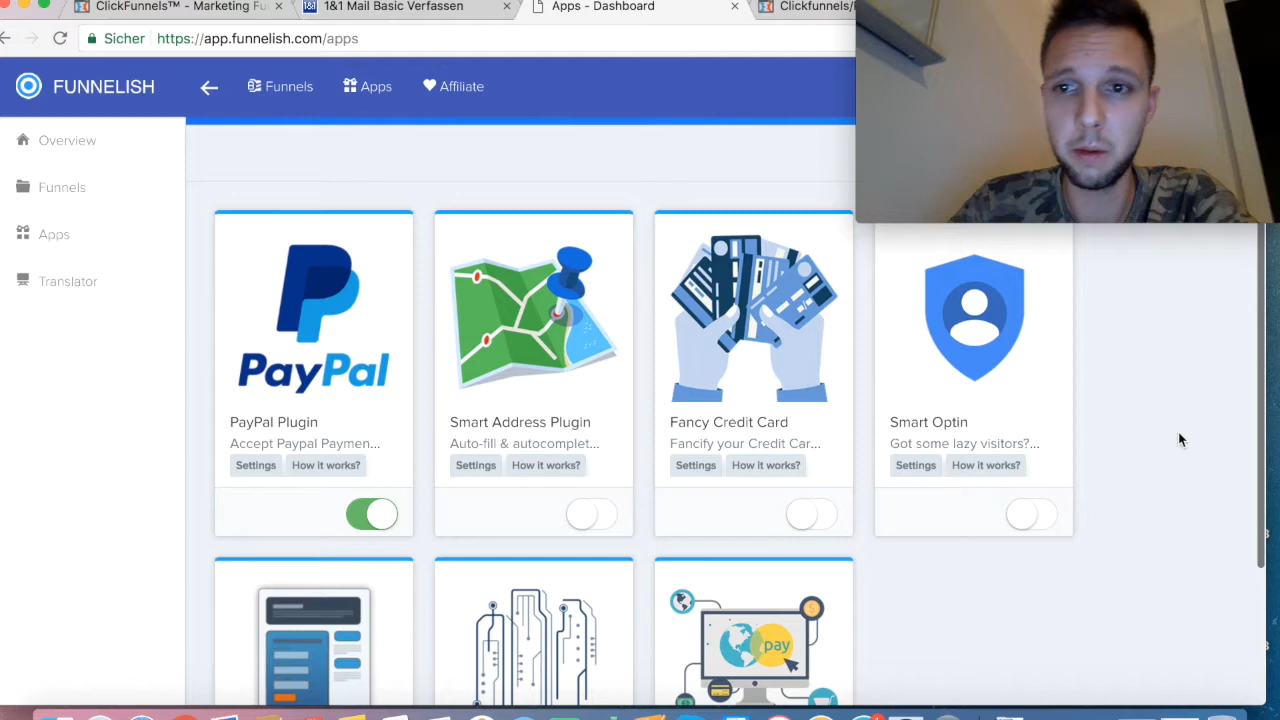 ClickFunnels™ - Marketing Fu
1&1 1&1 Mail Basic Verfassen
Apps - Dashboard
Clickfunnels/
Sicher https://app.funnelish.com/apps
FUNNELISH
Funnels
Apps
Affiliate
Overview
Funnels
Apps
Translator
PayPal
PayPal Plugin
Accept Paypal Paymen...
Settings How it works?
Smart Address Plugin
Auto-fill & autocomplet...
Settings How it works?
Fancy Credit Card
Fancify your Credit Car...
Settings How it works?
Smart Optin
Got some lazy visitors?...
Settings How it works?
pay